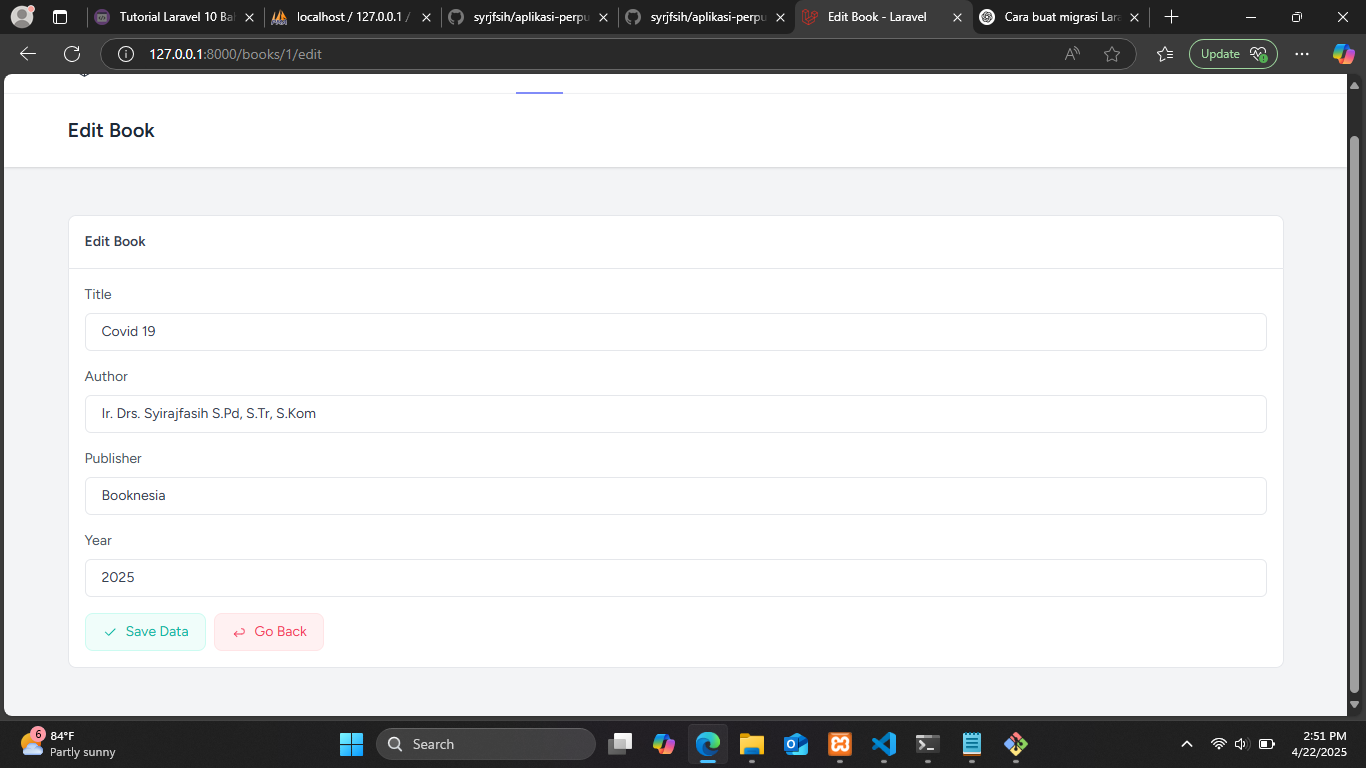 Tutorial Laravel 10 Bal
localhost / 127.0.0.1 /
syrjfsih/aplikasi-perpu
syrjfsih/aplikasi-perpu
Edit Book - Laravel
Cara buat migrasi Lara
127.0.0.1:8000/books/1/edit
Update
Edit Book
Edit Book
Title
Covid 19
Author
Ir. Drs. Syirajfasih S.Pd, S.Tr, S.Kom
Publisher
Booknesia
Year
2025
Save Data
Go Back
6
84°F
Partly sunny
Search
2:51 PM
4/22/2025